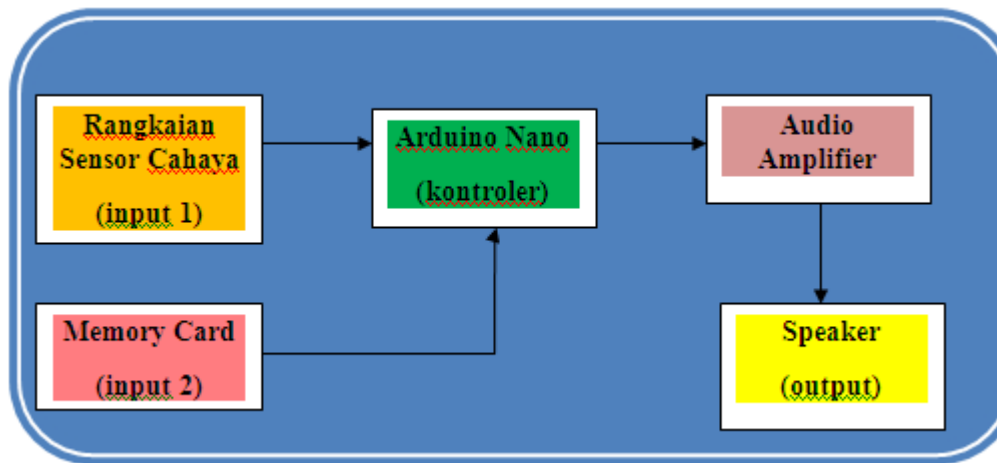 Rangkaian
Sensor Cahaya
(input 1)
Arduino Nano
(kontroler)
Audio
Amplifier
Memory Card
(input 2)
Speaker
(output)